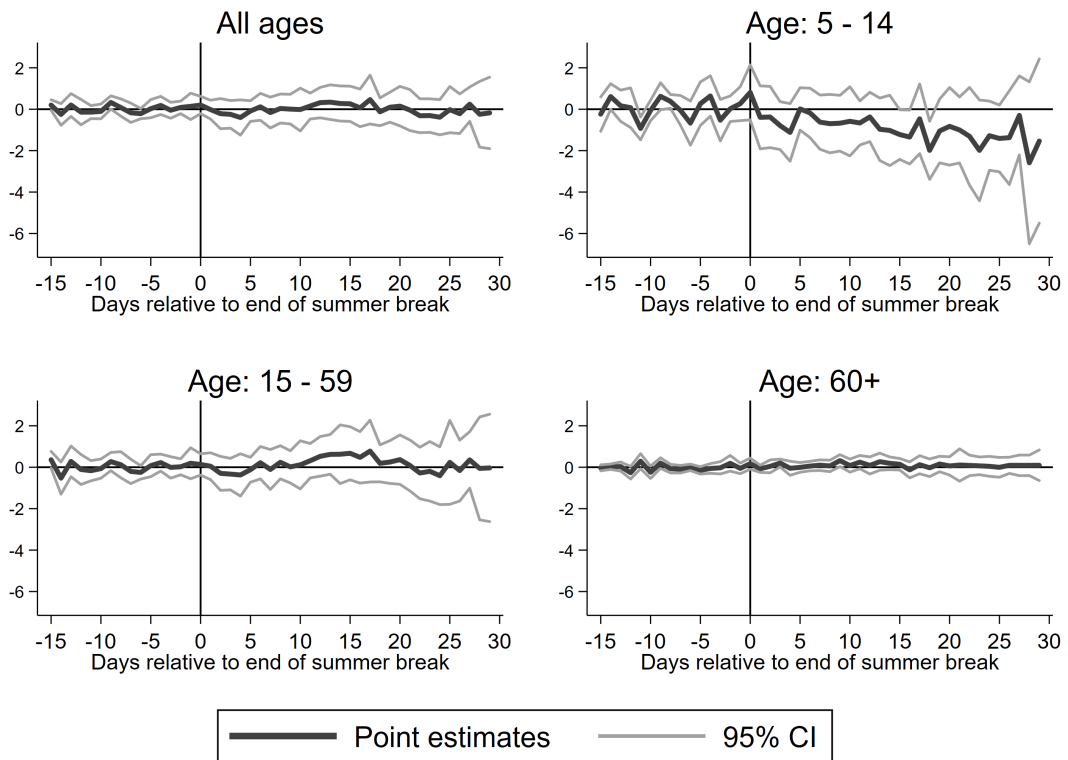 All ages
2
0
-2
-4
-6
-15 -10 -5 0 5 10 15 20 25 30
Days relative to end of summer break
Age: 5 - 14
2
0
-2
-4
-6
-15 -10 -5 0 5 10 15 20 25 30
Days relative to end of summer break
Age: 15 - 59
2
0
-2
-4
-6
-15 -10 -5 0 5 10 15 20 25 30
Days relative to end of summer break
Age: 60+
2
0
-2
-4
-6
-15 -10 -5 0 5 10 15 20 25 30
Days relative to end of summer break
Point estimates 95% CI